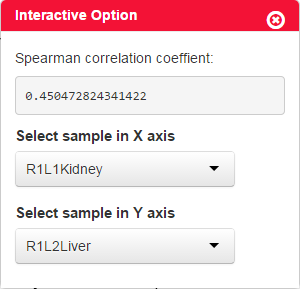 Interactive Option
Spearman correlation coeffient:
0.450472824341422
Select sample in X axis
R1L1Kidney
Select sample in Y axis
R1L2Liver